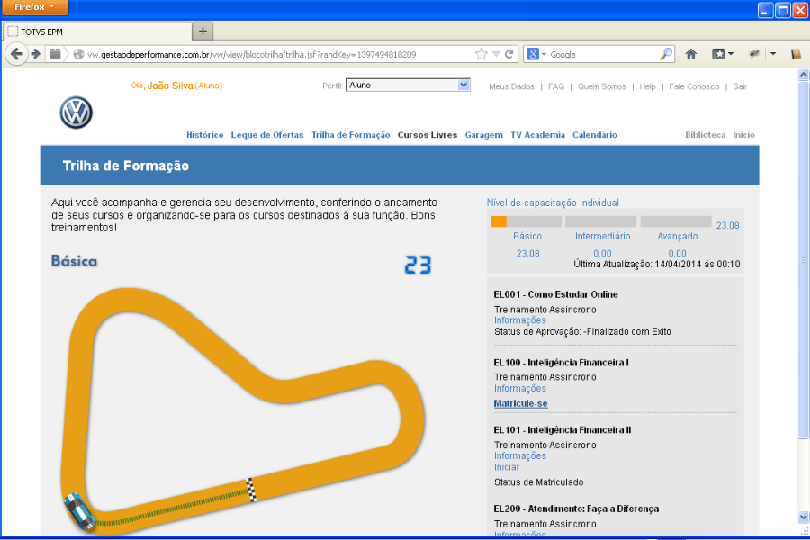 Firefox
TOTVS EPM
vw.gestaodeperformance.com.br/vw/view/blocotrilha/trilha.jsf?randKey=1397494818209
Google
Olá, João Silva (Aluno)
Perfil:
Auno
Meus Dados | FAQ | Quem Somos | Help | Fale Conosco | Sair
Histórico Leque de Ofertas Trilha de Formação Cursos Livres Garagem TV Academia Calendário Biblioteca Início
Trilha de Formação
Aqui você acompanha e gerencia seu desenvolvimento, conferindo o andamento
de seus cursos e organizando-se para os cursos destinados à sua função. Bons
treinamentos!
Básica
23
Nível de capacitação individual
23.08
Básico Intermediário Avançado
23.08 0.00 0.00
Última Atualização: 14/04/2014 às 00:10
EL001 - Como Estudar Online
Treinamento Assíncrono
Informações
Status de Aprovação: -Finalizado com Exito
EL100 - Inteligência Financeira I
Treinamento Assíncrono
Informações
Matricule-se
EL101 - Inteligência Financeira II
Treinamento Assíncrono
Informações
Iniciar
Status de Matriculado
EL200 - Atendimento: Faça a Diferença
Treinamento Assíncrono
Informações